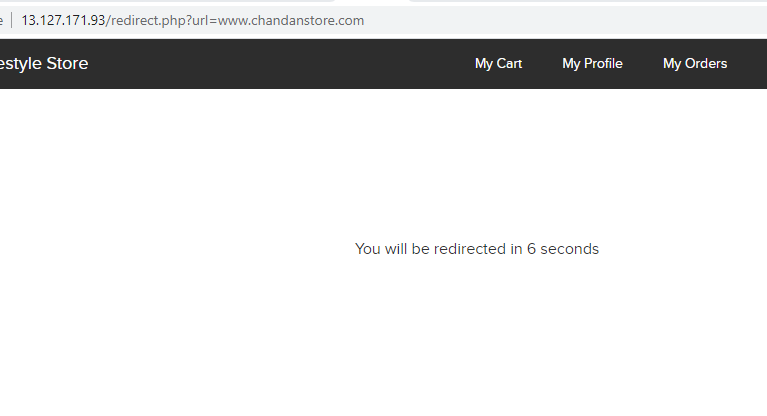 13.127.171.93/redirect.php?url=www.chandanstore.com
estyle Store My Cart My Profile My Orders
You will be redirected in 6 seconds